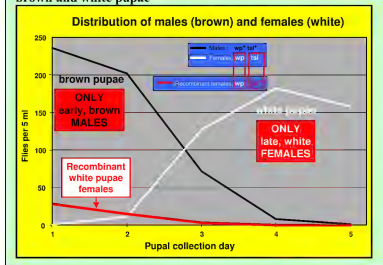 brown and white pupae
Distribution of males (brown) and females (white)
250
200
150
100
50
0
Flies per 5 ml
Males : wp⁺ tsl⁺
Females wp tsl
Recombinant females wp
brown pupae
ONLY
early, brown
MALES
white pupae
ONLY
late, white
FEMALES
Recombinant
white pupae
females
1 2 3 4 5
Pupal collection day